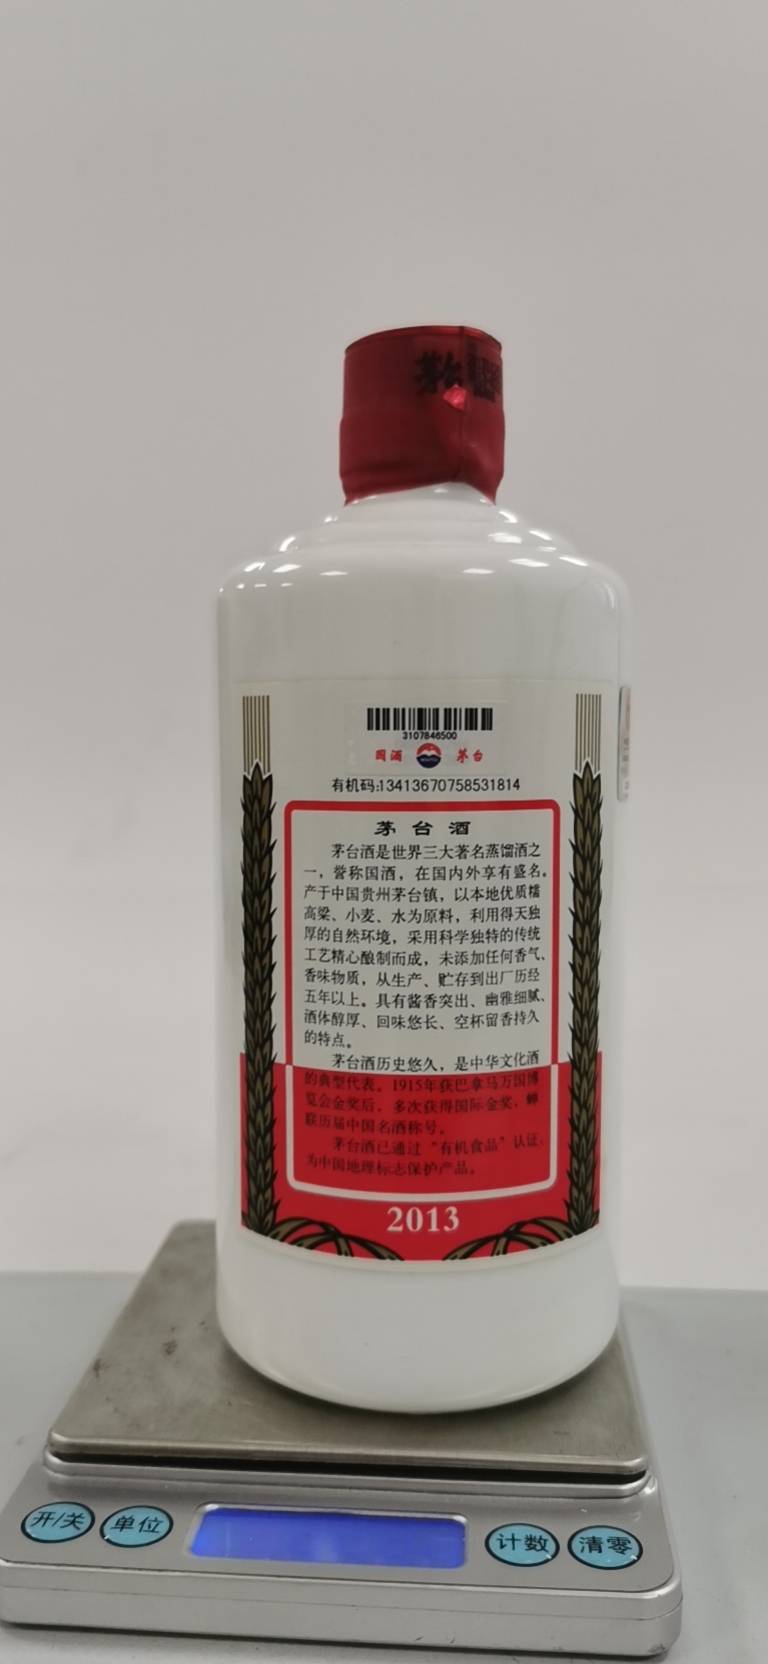 茅台
3107846500
国酒 茅台
有机码:13413670758531814
茅台酒
茅台酒是世界三大著名蒸馏酒之
一，誉称国酒，在国内外享有盛名。
产于中国贵州茅台镇，以本地优质糯
高粱、小麦、水为原料，利用得天独
厚的自然环境，采用科学独特的传统
工艺精心酿制而成，未添加任何香气、
香味物质，从生产、贮存到出厂历经
五年以上。具有酱香突出、幽雅细腻、
酒体醇厚、回味悠长、空杯留香持久
的特点。
茅台酒历史悠久，是中华文化酒
的典型代表。1915年获巴拿马万国博
览会金奖后，多次获得国际金奖，蝉
联历届中国名酒称号。
茅台酒已通过“有机食品”认证，
为中国地理标志保护产品。
2013
开/关 单位 计数 清零